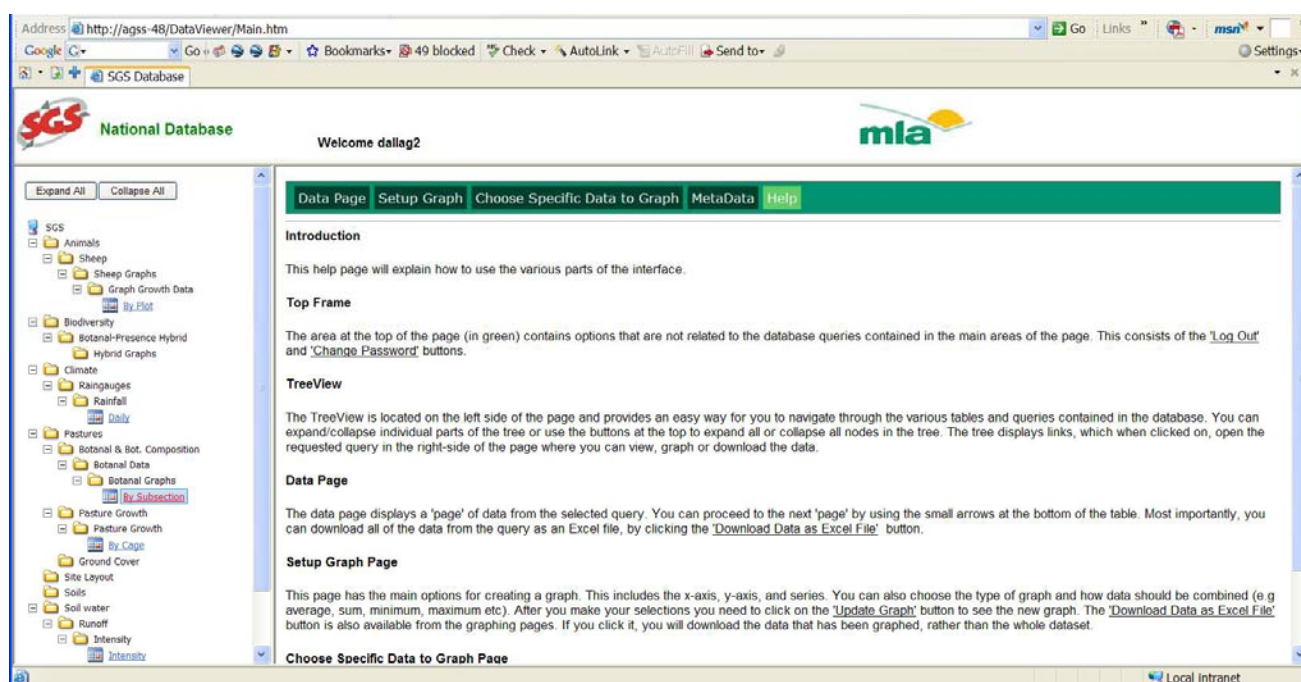 Address http://agss-48/DataViewer/Main.htm Go Links » msn
Google G Go Bookmarks 49 blocked Check AutoLink AutoFill Send to Settings
SGS Database
SGS National Database
Welcome dallag2
mla
Expand All Collapse All
SGS
Animals
Sheep
Sheep Graphs
Graph Growth Data
By Plot
Biodiversity
Botanal-Presence Hybrid
Hybrid Graphs
Climate
Raingauges
Rainfall
Daily
Pastures
Botanal & Bot. Composition
Botanal Data
Botanal Graphs
By Subsection
Pasture Growth
Pasture Growth
By Cage
Ground Cover
Site Layout
Soils
Soil water
Runoff
Intensity
Intensity
Data Page Setup Graph Choose Specific Data to Graph MetaData Help
Introduction
This help page will explain how to use the various parts of the interface.
Top Frame
The area at the top of the page (in green) contains options that are not related to the database queries contained in the main areas of the page. This consists of the 'Log Out'
and 'Change Password' buttons.
TreeView
The TreeView is located on the left side of the page and provides an easy way for you to navigate through the various tables and queries contained in the database. You can
expand/collapse individual parts of the tree or use the buttons at the top to expand all or collapse all nodes in the tree. The tree displays links, which when clicked on, open the
requested query in the right-side of the page where you can view, graph or download the data.
Data Page
The data page displays a 'page' of data from the selected query. You can proceed to the next 'page' by using the small arrows at the bottom of the table. Most importantly, you
can download all of the data from the query as an Excel file, by clicking the 'Download Data as Excel File' button.
Setup Graph Page
This page has the main options for creating a graph. This includes the x-axis, y-axis, and series. You can also choose the type of graph and how data should be combined (e.g
average, sum, minimum, maximum etc). After you make your selections you need to click on the 'Update Graph' button to see the new graph. The 'Download Data as Excel File'
button is also available from the graphing pages. If you click it, you will download the data that has been graphed, rather than the whole dataset.
Choose Specific Data to Graph Page
Local intranet